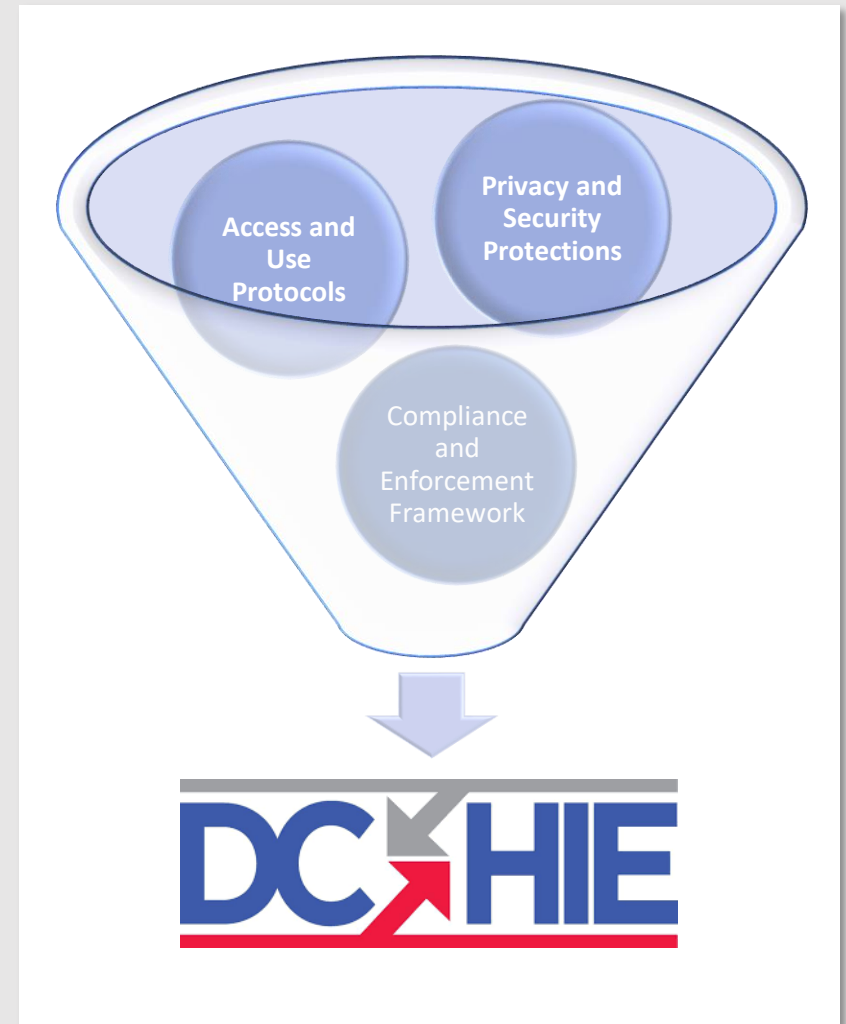 Access and
Use
Protocols
Privacy and
Security
Protections
Compliance
and
Enforcement
Framework
DC HIE